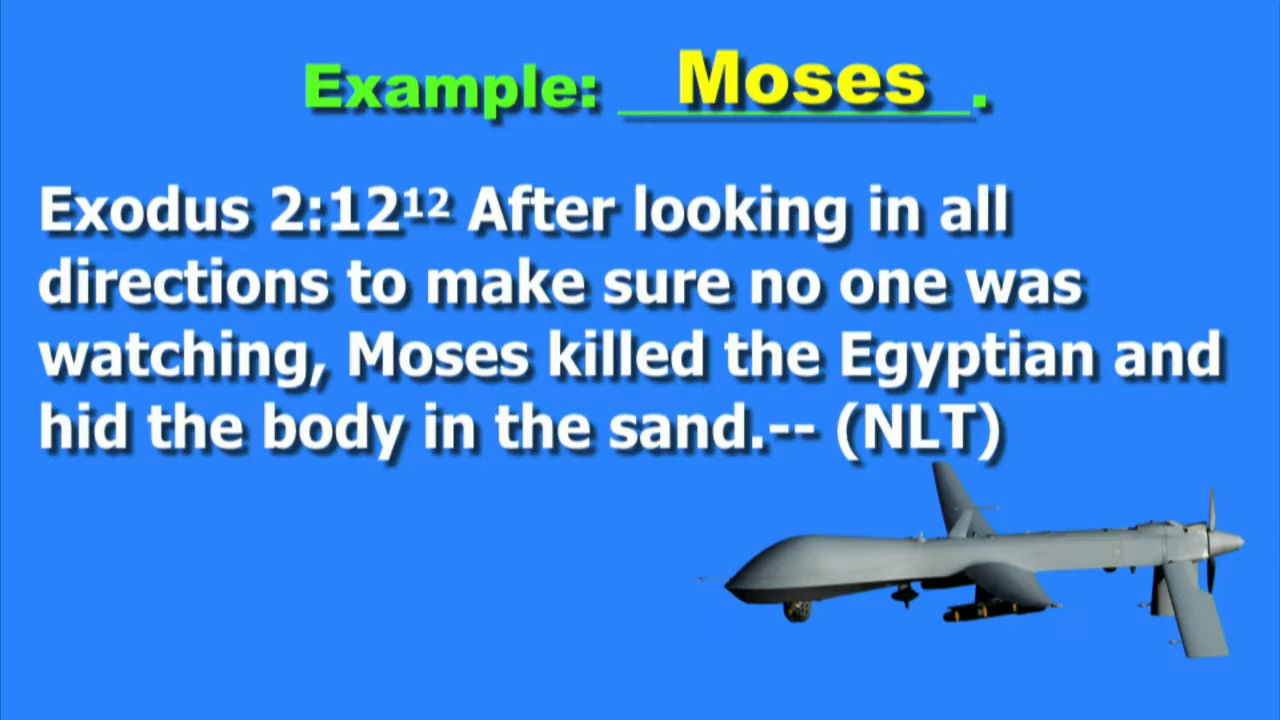 Example: Moses.
Exodus 2:12¹² After looking in all
directions to make sure no one was
watching, Moses killed the Egyptian and
hid the body in the sand.-- (NLT)